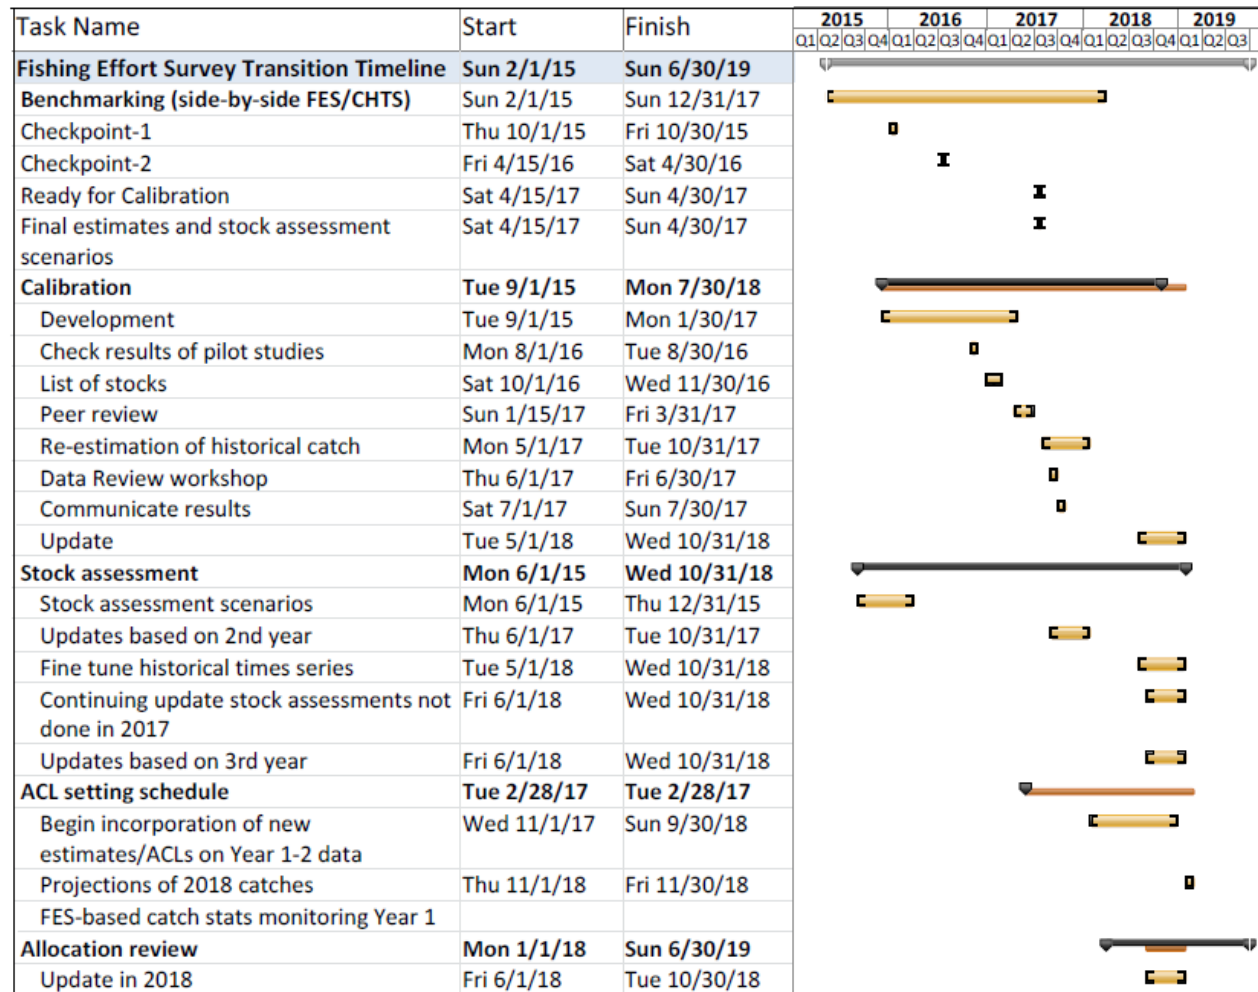 Task Name Start Finish 2015 2016 2017 2018 2019
Q1 Q2 Q3 Q4 Q1 Q2 Q3 Q4 Q1 Q2 Q3 Q4 Q1 Q2 Q3 Q4 Q1 Q2 Q3
Fishing Effort Survey Transition Timeline Sun 2/1/15 Sun 6/30/19
Benchmarking (side-by-side FES/CHTS) Sun 2/1/15 Sun 12/31/17
Checkpoint-1 Thu 10/1/15 Fri 10/30/15
Checkpoint-2 Fri 4/15/16 Sat 4/30/16
Ready for Calibration Sat 4/15/17 Sun 4/30/17
Final estimates and stock assessment Sat 4/15/17 Sun 4/30/17
scenarios
Calibration Tue 9/1/15 Mon 7/30/18
Development Tue 9/1/15 Mon 1/30/17
Check results of pilot studies Mon 8/1/16 Tue 8/30/16
List of stocks Sat 10/1/16 Wed 11/30/16
Peer review Sun 1/15/17 Fri 3/31/17
Re-estimation of historical catch Mon 5/1/17 Tue 10/31/17
Data Review workshop Thu 6/1/17 Fri 6/30/17
Communicate results Sat 7/1/17 Sun 7/30/17
Update Tue 5/1/18 Wed 10/31/18
Stock assessment Mon 6/1/15 Wed 10/31/18
Stock assessment scenarios Mon 6/1/15 Thu 12/31/15
Updates based on 2nd year Thu 6/1/17 Tue 10/31/17
Fine tune historical times series Tue 5/1/18 Wed 10/31/18
Continuing update stock assessments not Fri 6/1/18 Wed 10/31/18
done in 2017
Updates based on 3rd year Fri 6/1/18 Wed 10/31/18
ACL setting schedule Tue 2/28/17 Tue 2/28/17
Begin incorporation of new Wed 11/1/17 Sun 9/30/18
estimates/ACLs on Year 1-2 data
Projections of 2018 catches Thu 11/1/18 Fri 11/30/18
FES-based catch stats monitoring Year 1
Allocation review Mon 1/1/18 Sun 6/30/19
Update in 2018 Fri 6/1/18 Tue 10/30/18